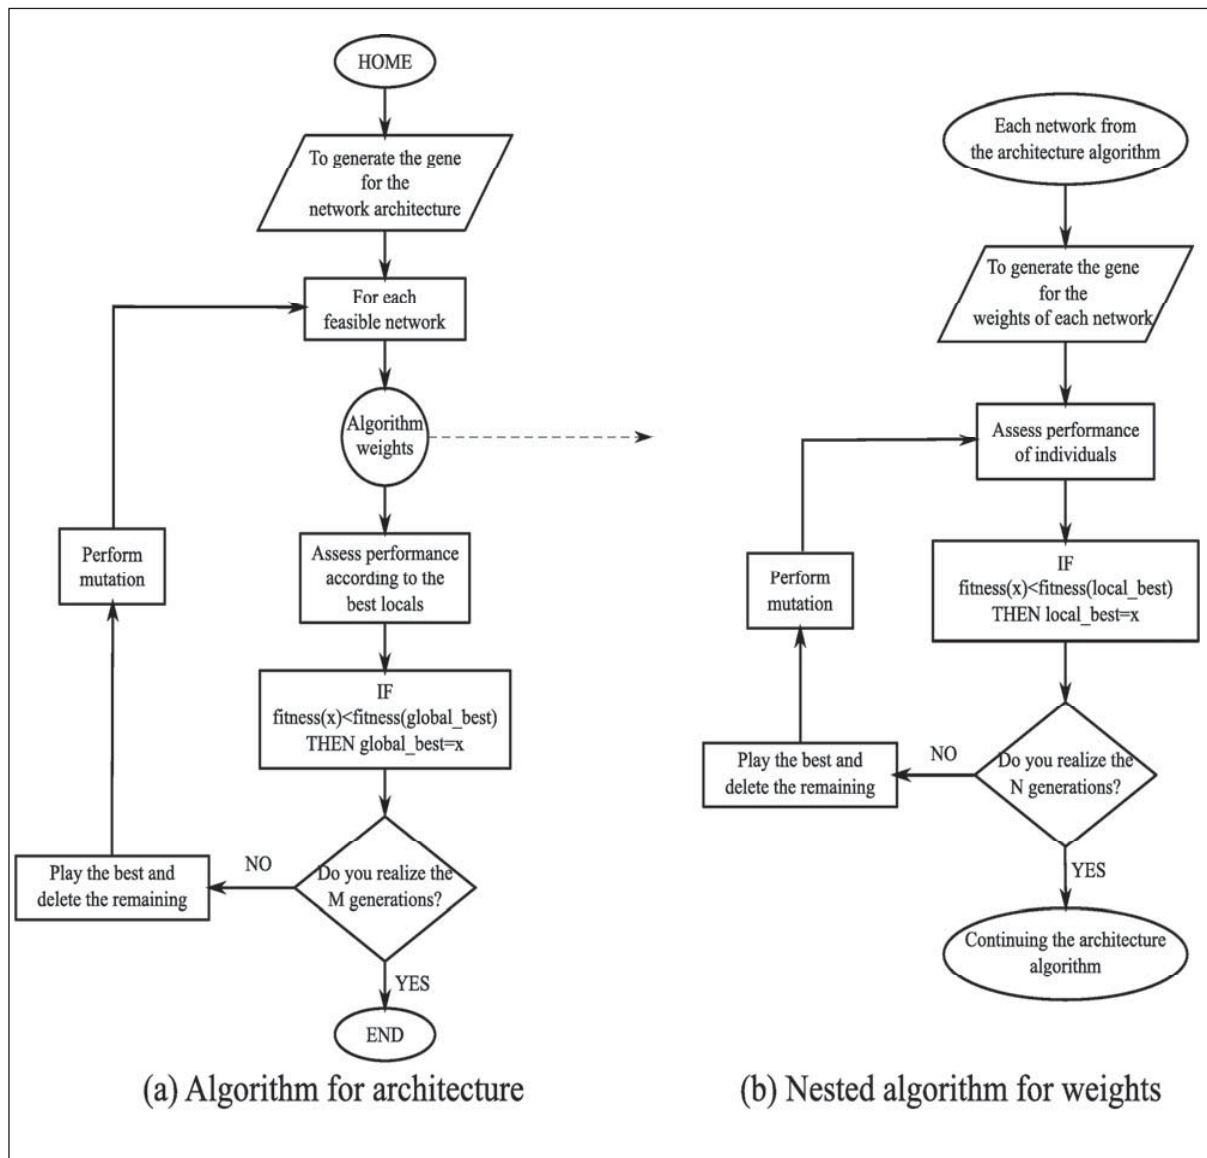 HOME
To generate the gene
for the
network architecture
For each
feasible network
Algorithm
weights
Assess performance
according to the
best locals
Perform
mutation
IF
fitness(x)<fitness(global_best)
THEN global_best=x
Do you realize the
M generations?
NO
Play the best and
delete the remaining
YES
END
(a) Algorithm for architecture
Each network from
the architecture algorithm
To generate the gene
for the
weights of each network
Assess performance
of individuals
Perform
mutation
IF
fitness(x)<fitness(local_best)
THEN local_best=x
Do you realize the
N generations?
NO
Play the best and
delete the remaining
YES
Continuing the architecture
algorithm
(b) Nested algorithm for weights